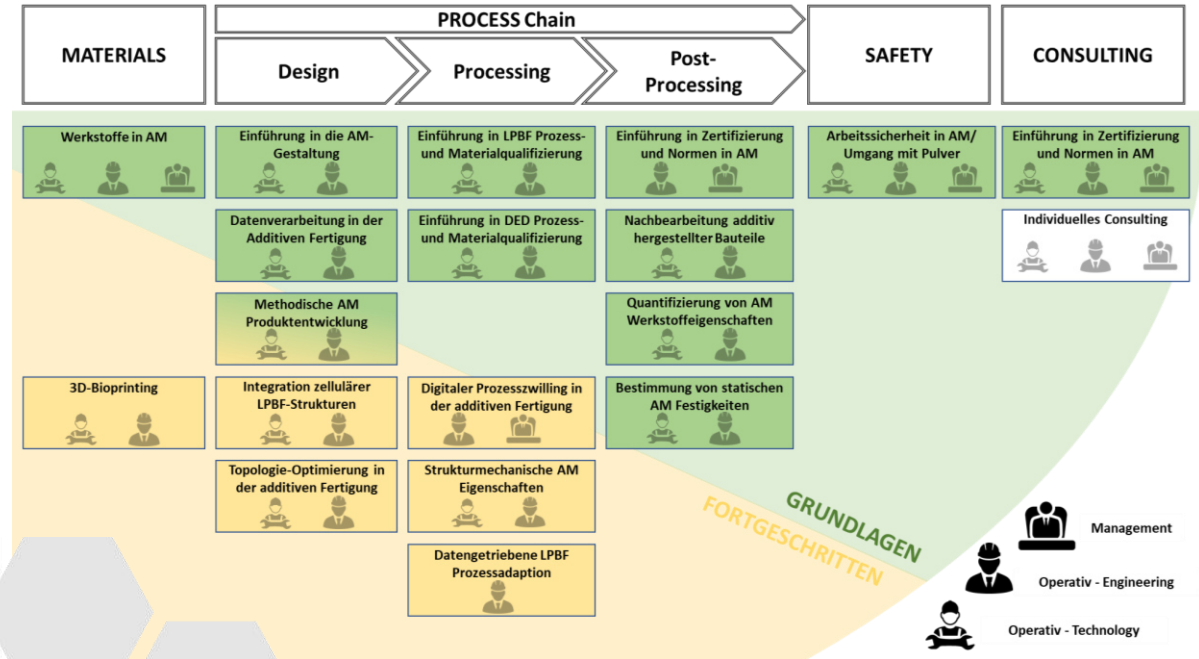 MATERIALS
PROCESS Chain
Design
Processing
Post-
Processing
SAFETY
CONSULTING
Werkstoffe in AM
Einführung in die AM-
Gestaltung
Einführung in LPBF Prozess-
und Materialqualifizierung
Einführung in Zertifizierung
und Normen in AM
Arbeitssicherheit in AM/
Umgang mit Pulver
Einführung in Zertifizierung
und Normen in AM
Datenverarbeitung in der
Additiven Fertigung
Einführung in DED Prozess-
und Materialqualifizierung
Nachbearbeitung additiv
hergestellter Bauteile
Individuelles Consulting
Methodische AM
Produktentwicklung
Quantifizierung von AM
Werkstoffeigenschaften
3D-Bioprinting
Integration zellulärer
LPBF-Strukturen
Digitaler Prozesszwilling in
der additiven Fertigung
Bestimmung von statischen
AM Festigkeiten
Topologie-Optimierung in
der additiven Fertigung
Strukturmechanische AM
Eigenschaften
Datengetriebene LPBF
Prozessadaption
GRUNDLAGEN
FORTGESCHRITTEN
Management
Operativ - Engineering
Operativ - Technology